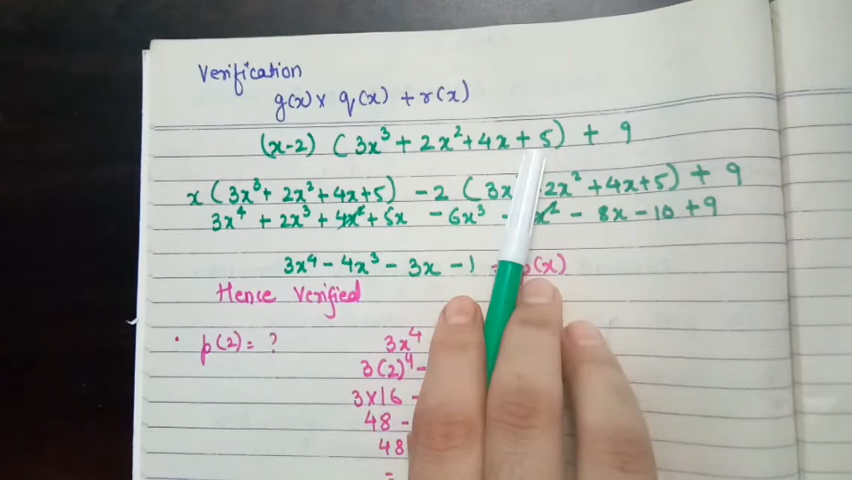 Verification
g(x) x q(x) + r(x)
(x-2) (3x³ + 2x² + 4x + 5) + 9
x (3x³ + 2x² + 4x + 5) - 2 (3x 2x² + 4x + 5) + 9
3x⁴ + 2x³ + 4x² + 5x - 6x³ - x² - 8x - 10 + 9
3x⁴ - 4x³ - 3x - 1 = p(x)
Hence Verified
• p(2) = ? 3x⁴
3(2)⁴ -
3x16 -
48 -
48
=